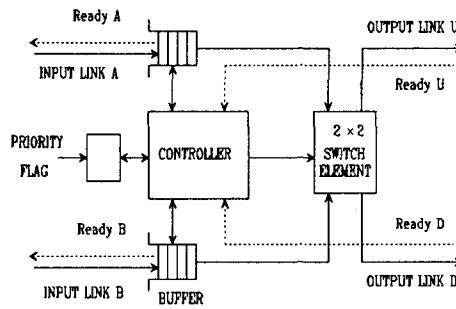 Ready A
OUTPUT LINK U
INPUT LINK A
Ready U
2 × 2
PRIORITY
CONTROLLER
SWITCH
FLAG
ELEMENT
Ready B
Ready D
INPUT LINK B
BUFFER
OUTPUT LINK D